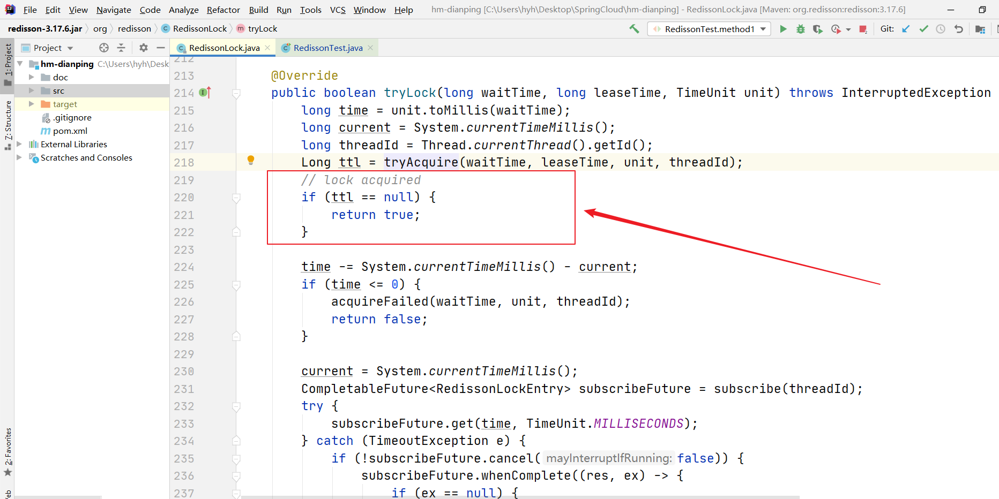 File Edit View Navigate Code Analyze Refactor Build Run Tools VCS Window Help hm-dianping [C:\Users\hyh\Desktop\SpringCloud\hm-dianping] - RedissonLock.java [Maven: org.redisson:redisson:3.17.6]
redisson-3.17.6.jar org redisson RedissonLock tryLock RedissonTest.method1 Git:
Project RedissonLock.java RedissonTest.java
1: Project
7: Structure
2: Favorites
hm-dianping C:\Users\hyh\Desk
doc
src
target
.gitignore
pom.xml
External Libraries
Scratches and Consoles
212
213 @Override
214 public boolean tryLock(long waitTime, long leaseTime, TimeUnit unit) throws InterruptedException
215 long time = unit.toMillis(waitTime);
216 long current = System.currentTimeMillis();
217 long threadId = Thread.currentThread().getId();
218 Long ttl = tryAcquire(waitTime, leaseTime, unit, threadId);
219 // lock acquired
220 if (ttl == null) {
221 return true;
222 }
223
224 time -= System.currentTimeMillis() - current;
225 if (time <= 0) {
226 acquireFailed(waitTime, unit, threadId);
227 return false;
228 }
229
230 current = System.currentTimeMillis();
231 CompletableFuture<RedissonLockEntry> subscribeFuture = subscribe(threadId);
232 try {
233 subscribeFuture.get(time, TimeUnit.MILLISECONDS);
234 } catch (TimeoutException e) {
235 if (!subscribeFuture.cancel( mayInterruptIfRunning: false)) {
236 subscribeFuture.whenComplete((res, ex) -> {
237 if (ex == null) {